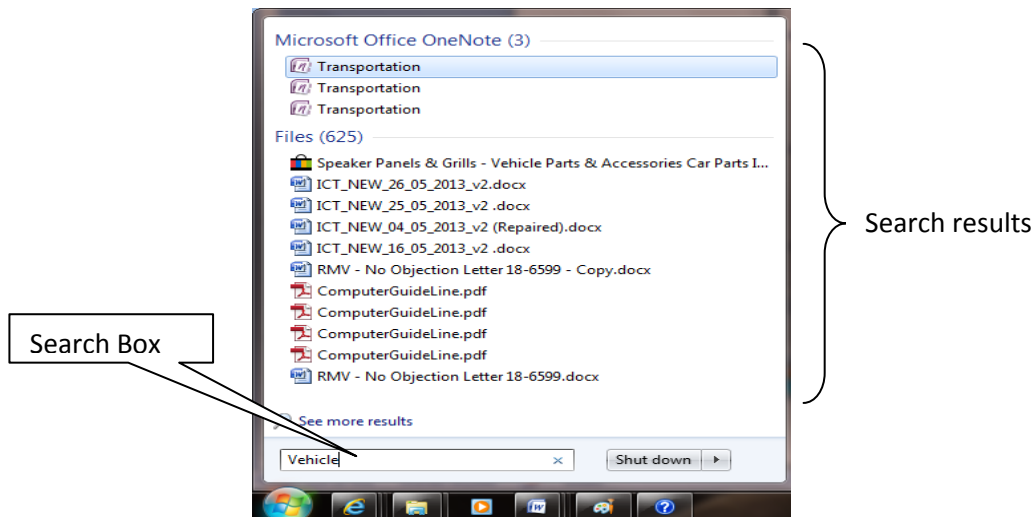 Microsoft Office OneNote (3)
Transportation
Transportation
Transportation
Files (625)
Speaker Panels & Grills - Vehicle Parts & Accessories Car Parts I...
ICT_NEW_26_05_2013_v2.docx
ICT_NEW_25_05_2013_v2 .docx
ICT_NEW_04_05_2013_v2 (Repaired).docx
ICT_NEW_16_05_2013_v2 .docx
RMV - No Objection Letter 18-6599 - Copy.docx
ComputerGuideLine.pdf
ComputerGuideLine.pdf
ComputerGuideLine.pdf
ComputerGuideLine.pdf
RMV - No Objection Letter 18-6599.docx
See more results
Vehicle
Shut down
Search Box
Search results